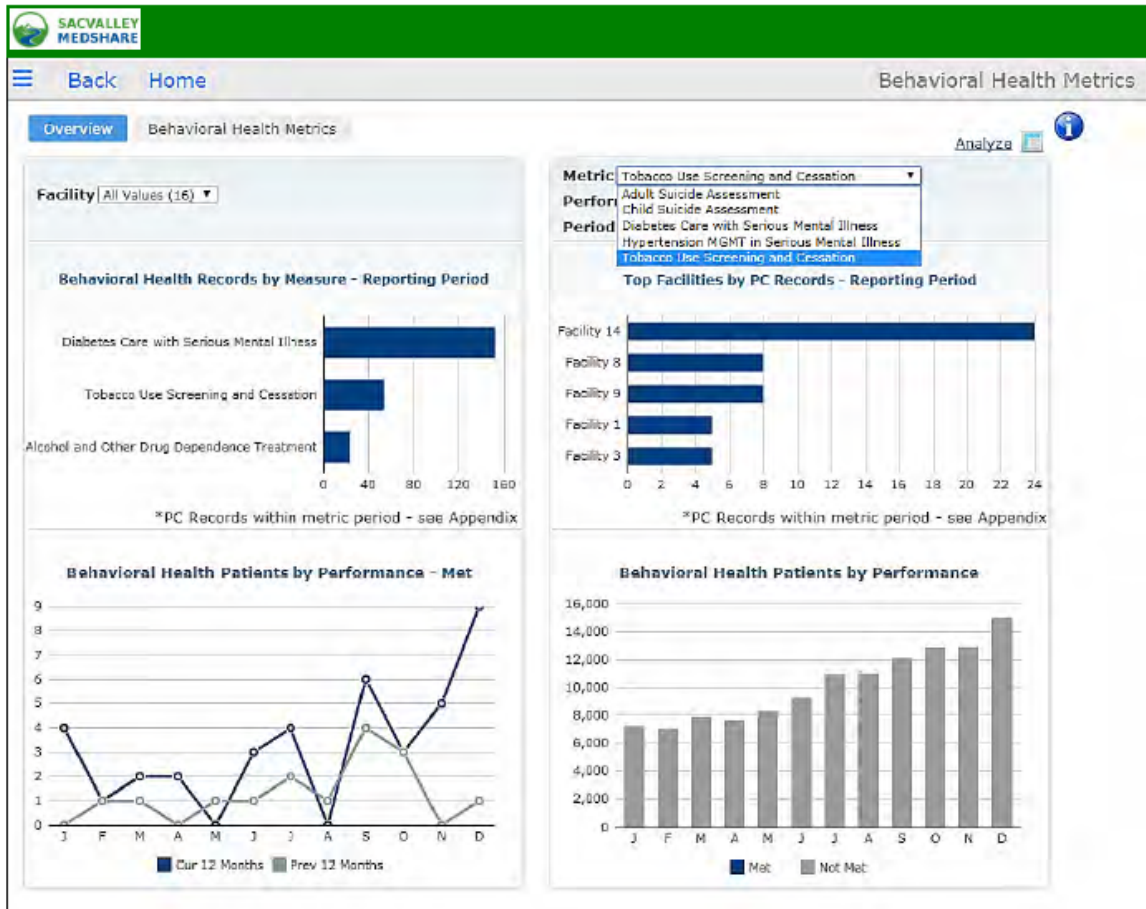 SACVALLEY
MEDSHARE
Back Home
Behavioral Health Metrics
Overview Behavioral Health Metrics
Analyze
Facility All Values (16)
Metric Tobacco Use Screening and Cessation
Perfor
Period
Adult Suicide Assessment
Child Suicide Assessment
Diabetes Care with Serious Mental Illness
Hypertension MGMT in Serious Mental Illness
Tobacco Use Screening and Cessation
Behavioral Health Records by Measure - Reporting Period
Diabetes Care with Serious Mental Illness
Tobacco Use Screening and Cessation
Alcohol and Other Drug Dependence Treatment
0 40 80 120 160
*PC Records within metric period - see Appendix
Top Facilities by PC Records - Reporting Period
Facility 14
Facility 8
Facility 9
Facility 1
Facility 3
0 2 4 6 8 10 12 14 16 18 20 22 24
*PC Records within metric period - see Appendix
Behavioral Health Patients by Performance - Met
9
8
7
6
5
4
3
2
1
0
J F M A M J J A S O N D
Cur 12 Months Prev 12 Months
Behavioral Health Patients by Performance
16,000
14,000
12,000
10,000
8,000
6,000
4,000
2,000
0
J F M A M J J A S O N D
Met Not Met